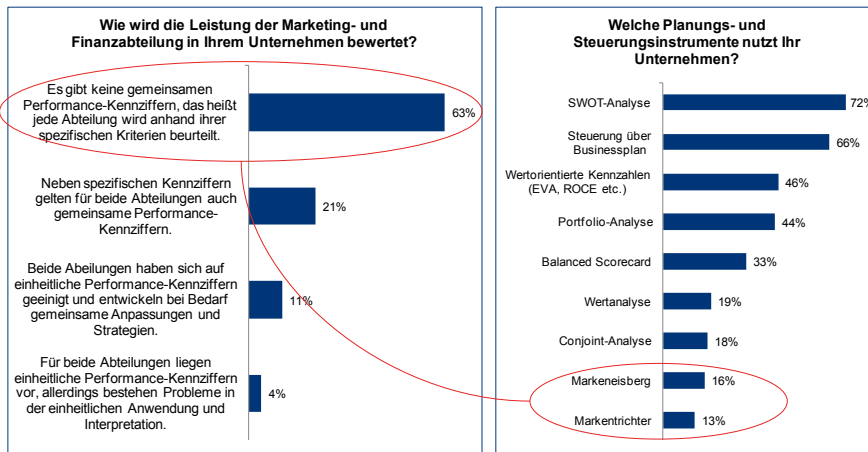 Wie wird die Leistung der Marketing- und
Finanzabteilung in Ihrem Unternehmen bewertet?
Es gibt keine gemeinsamen
Performance-Kennziffern, das heißt
jede Abteilung wird anhand ihrer
spezifischen Kriterien beurteilt.
63%
Neben spezifischen Kennziffern
gelten für beide Abteilungen auch
gemeinsame Performance-
Kennziffern.
21%
Beide Abeilungen haben sich auf
einheitliche Performance-Kennziffern
geeinigt und entwickeln bei Bedarf
gemeinsame Anpassungen und
Strategien.
11%
Für beide Abteilungen liegen
einheitliche Performance-Kennziffern
vor, allerdings bestehen Probleme in
der einheitlichen Anwendung und
Interpretation.
4%
Welche Planungs- und
Steuerungsinstrumente nutzt Ihr
Unternehmen?
SWOT-Analyse
72%
Steuerung über
Businessplan
66%
Wertorientierte Kennzahlen
(EVA, ROCE etc.)
46%
Portfolio-Analyse
44%
Balanced Scorecard
33%
Wertanalyse
19%
Conjoint-Analyse
18%
Markeneisberg
16%
Markentrichter
13%